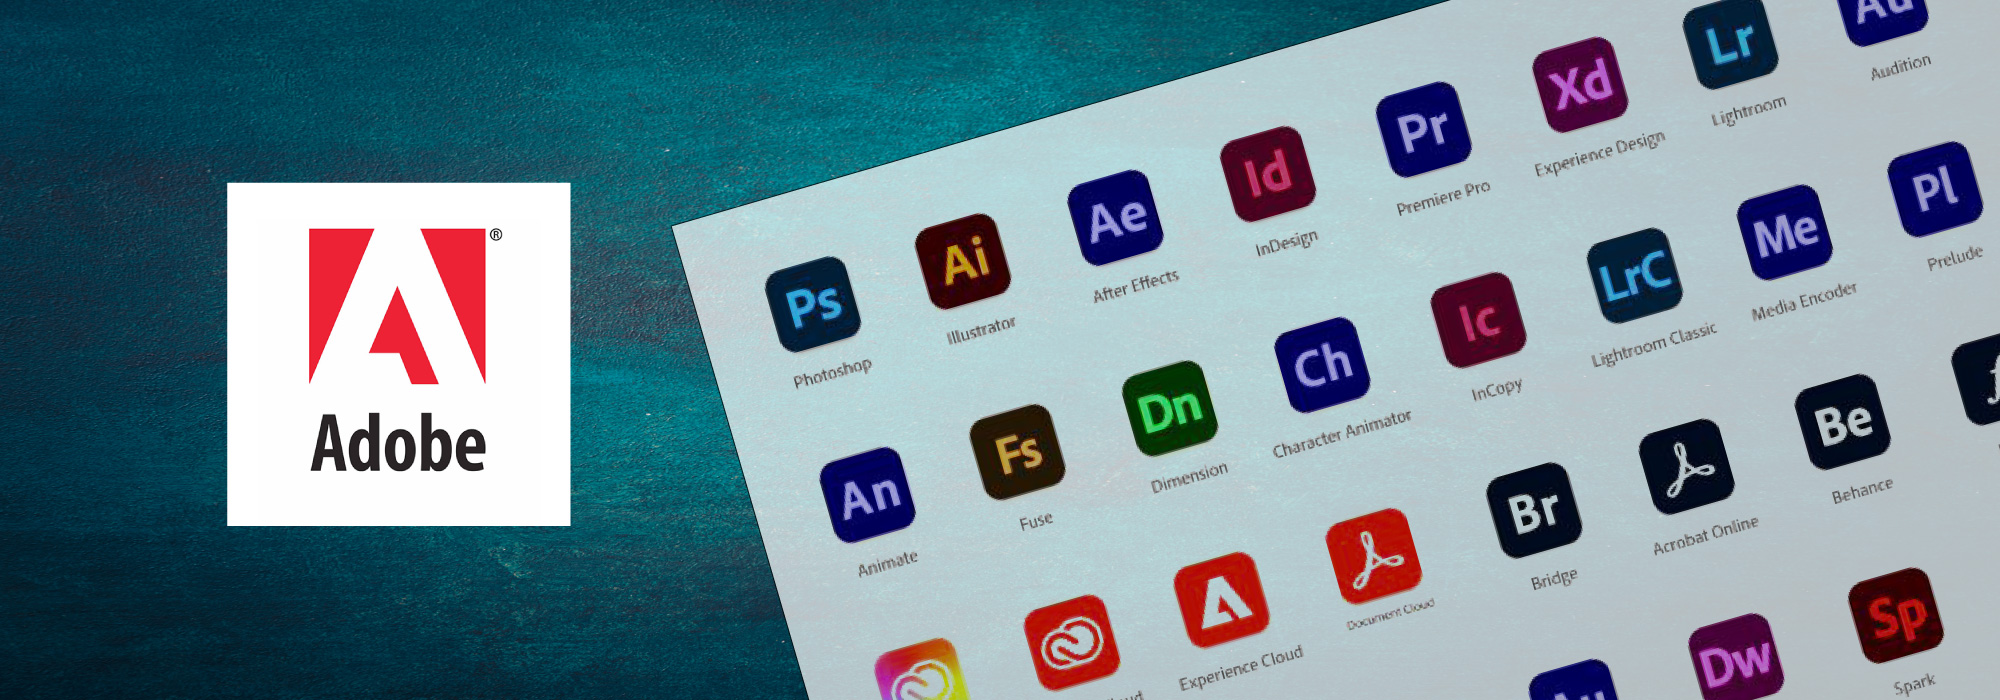 Adobe
®
Ps
Photoshop
Ai
Illustrator
Ae
After Effects
Id
InDesign
Pr
Premiere Pro
Xd
Experience Design
Lr
Lightroom
Au
Audition
An
Animate
Fs
Fuse
Dn
Dimension
Ch
Character Animator
Ic
InCopy
LrC
Lightroom Classic
Me
Media Encoder
Pl
Prelude
Experience Cloud
Document Cloud
Br
Bridge
Acrobat Online
Be
Behance
Dw
Sp
Spark